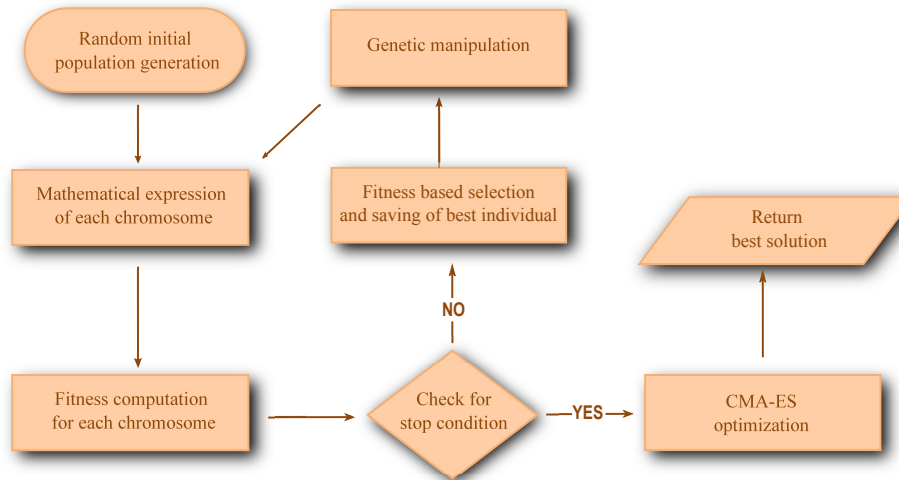 Random initial
population generation
Genetic manipulation
Mathematical expression
of each chromosome
Fitness based selection
and saving of best individual
Return
best solution
NO
Fitness computation
for each chromosome
Check for
stop condition
YES
CMA-ES
optimization